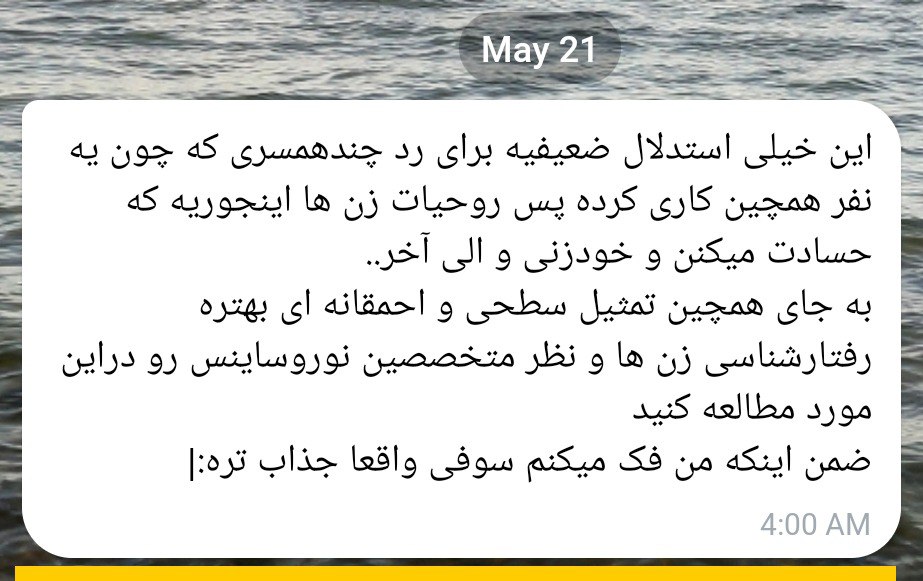 May 21
این خیلی استدلال ضعیفیه برای رد چندهمسری که چون یه
نفر همچین کاری کرده پس روحیات زن ها اینجوریه که
حسادت میکنن و خودزنی و الی آخر..
به جای همچین تمثیل سطحی و احمقانه ای بهتره
رفتارشناسی زن ها و نظر متخصصین نوروساینس رو دراین
مورد مطالعه کنید
ضمن اینکه من فک میکنم سوفی واقعا جذاب تره:|
4:00 AM